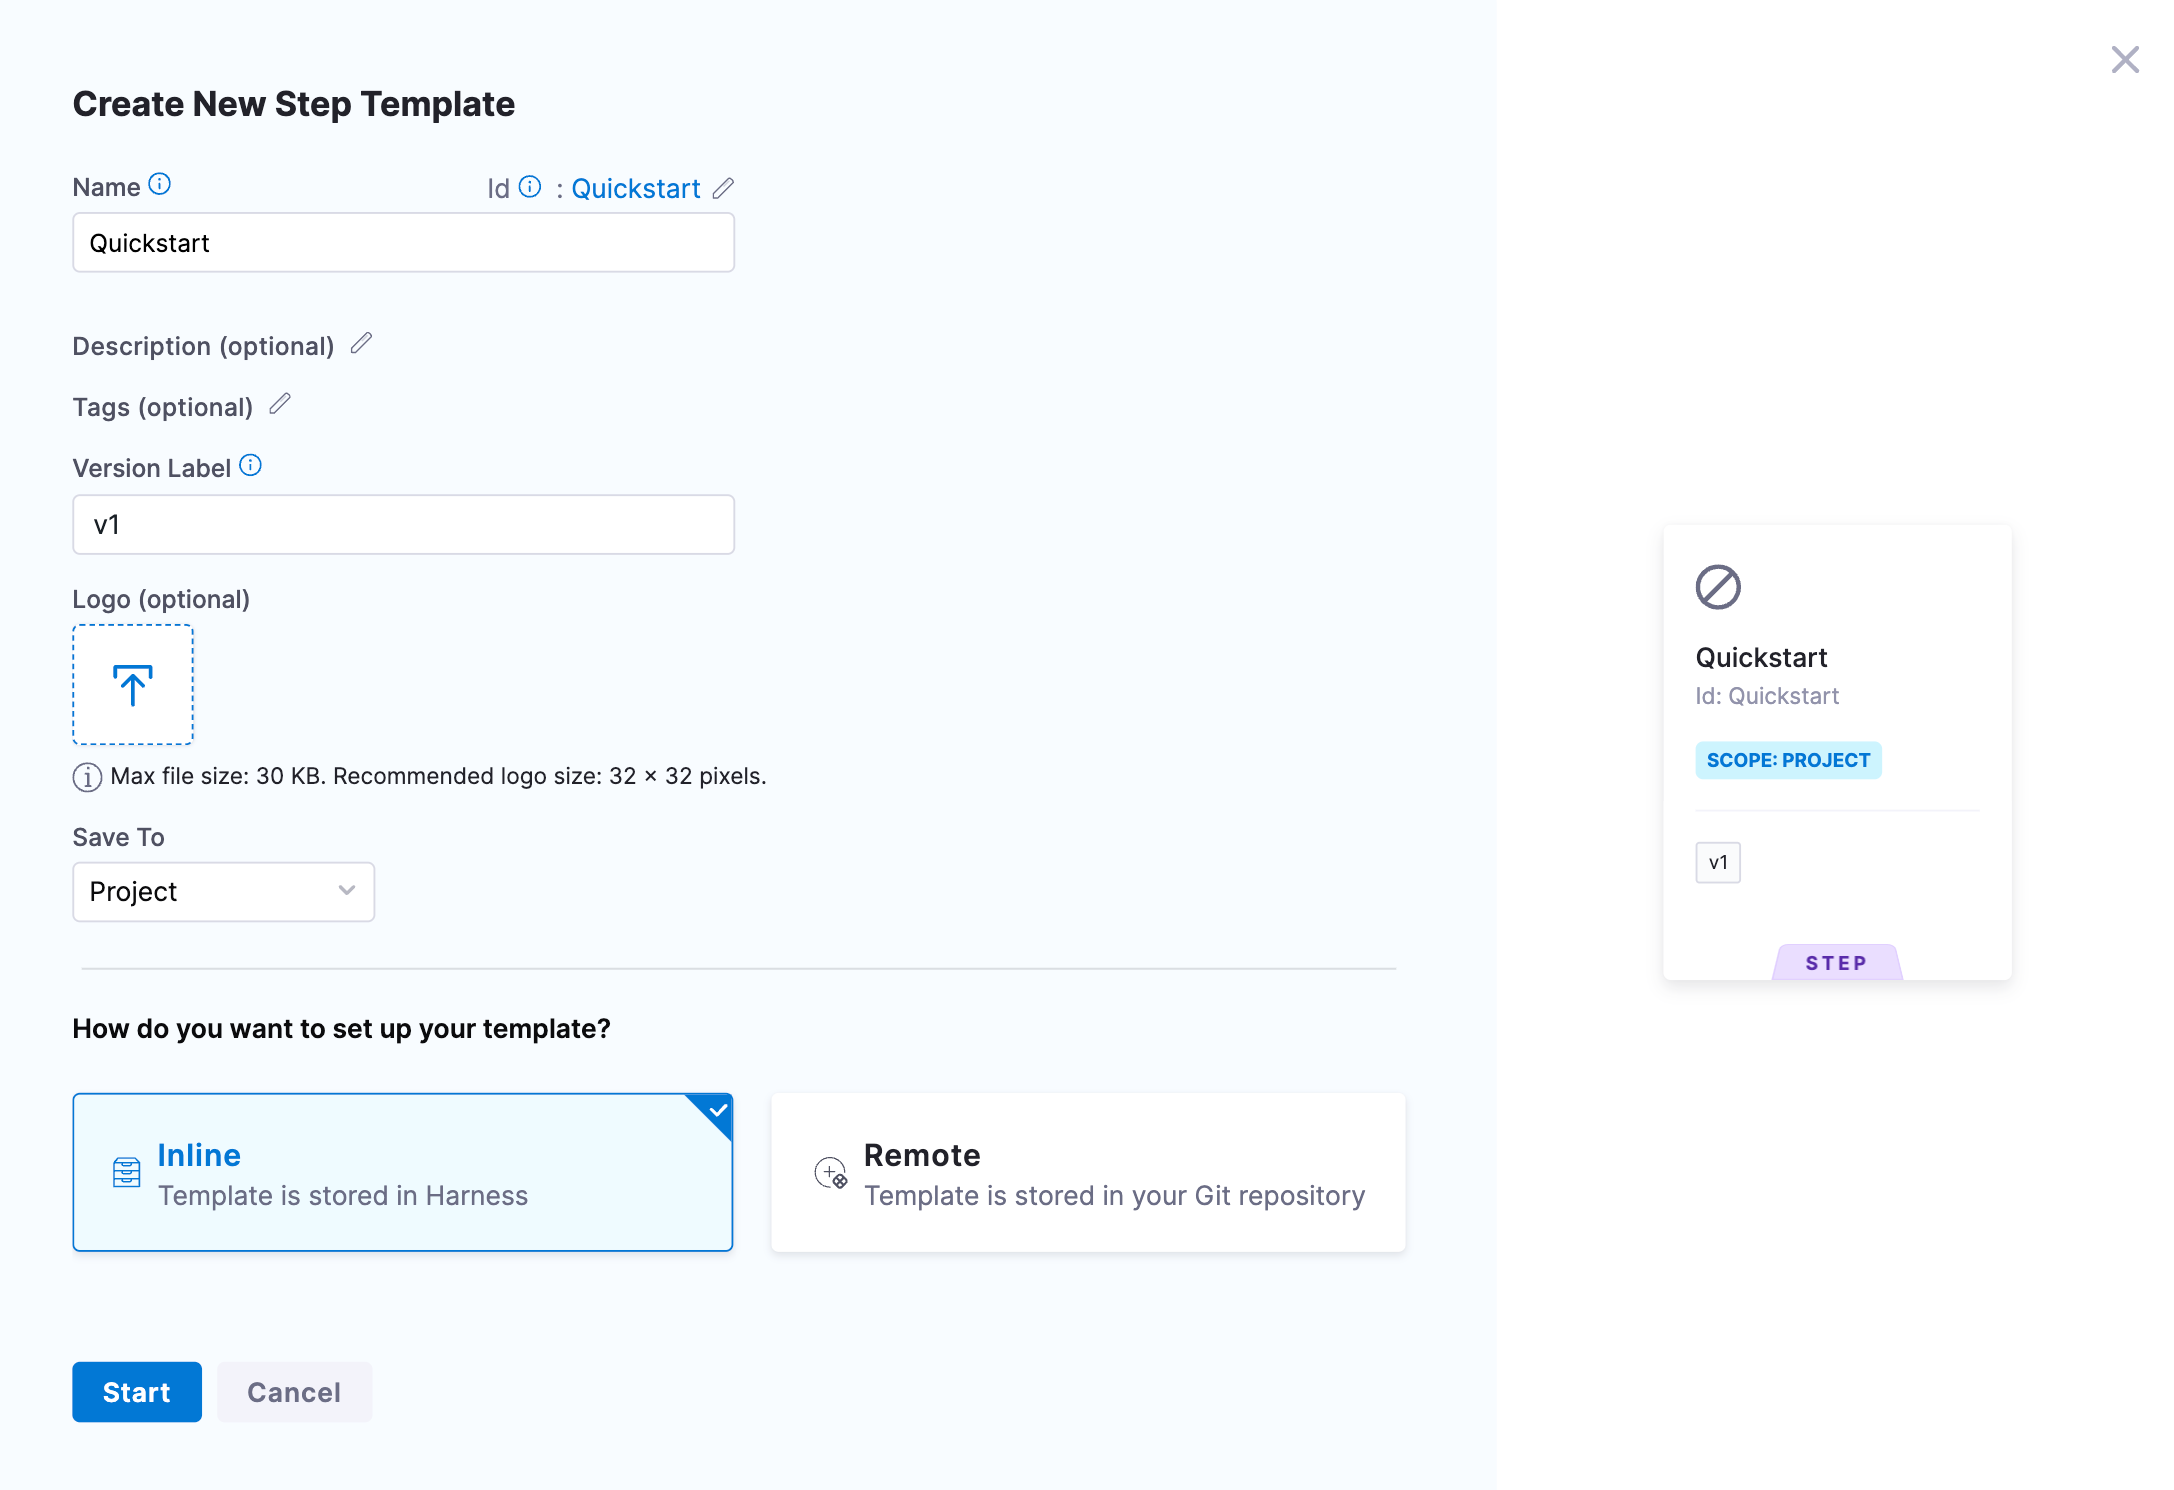 Create New Step Template
Name
Id : Quickstart
Quickstart
Description (optional)
Tags (optional)
Version Label
v1
Logo (optional)
Max file size: 30 KB. Recommended logo size: 32 × 32 pixels.
Save To
Project
How do you want to set up your template?
Inline
Template is stored in Harness
Remote
Template is stored in your Git repository
Start
Cancel
Quickstart
Id: Quickstart
SCOPE: PROJECT
v1
STEP